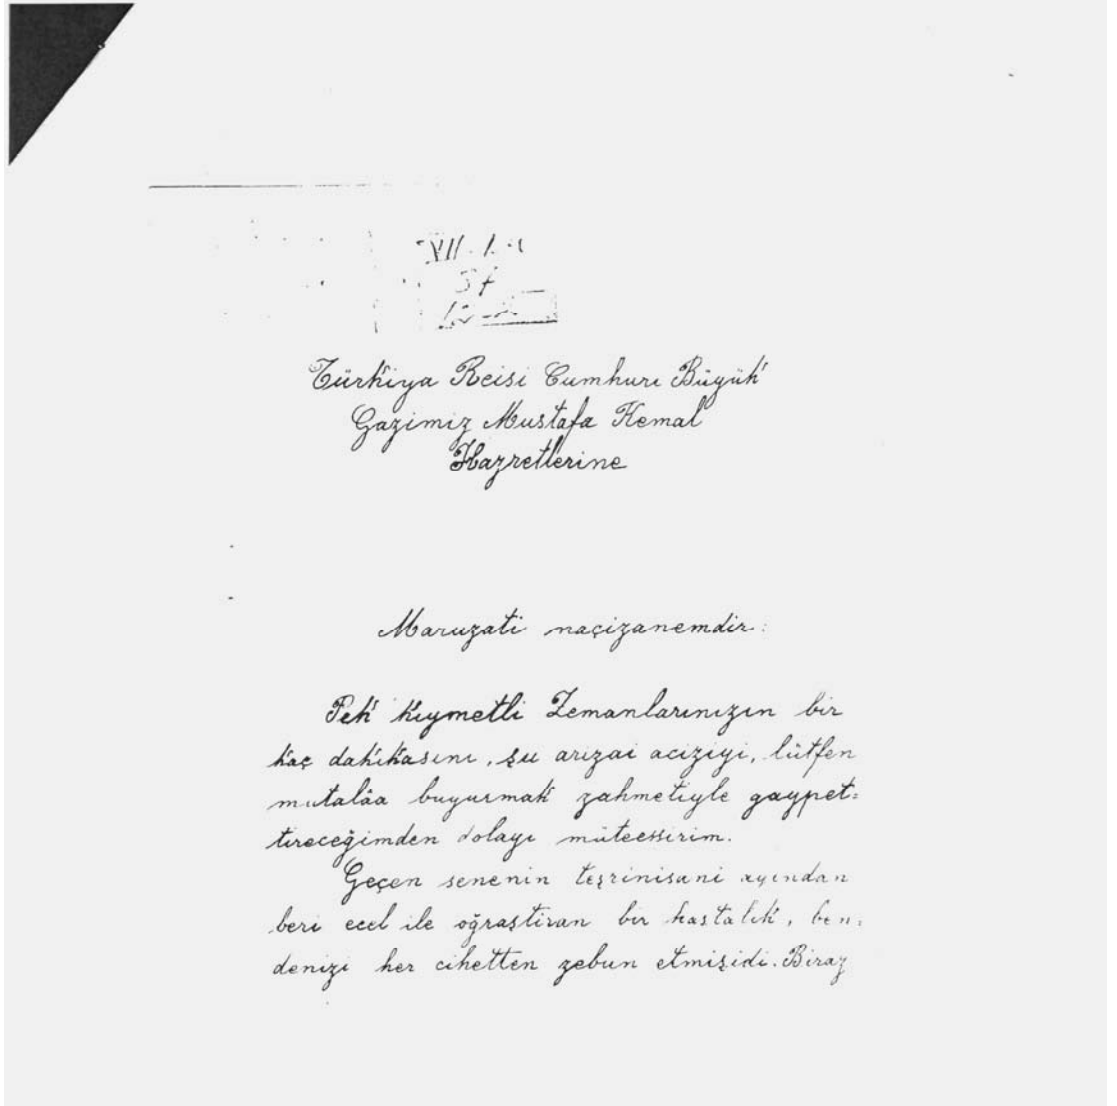 Türkiya Reisi Cumhurı Büyük
Gazimiz Mustafa Kemal
Hazretlerine
Maruzati naçizanemdir:
Pek kıymetli Zemanlarınızın bir
kaç dakikasını, şu arizai aciziyi, lütfen
mutalâa buyurmak zahmetiyle gaypet=
tireceğimden dolayı müteessirim.
Geçen senenin teşrinisani ayından
beri ecel ile oğraştıran bir hastalık, ben=
denizi her cihetten zebun etmişidi. Biraz